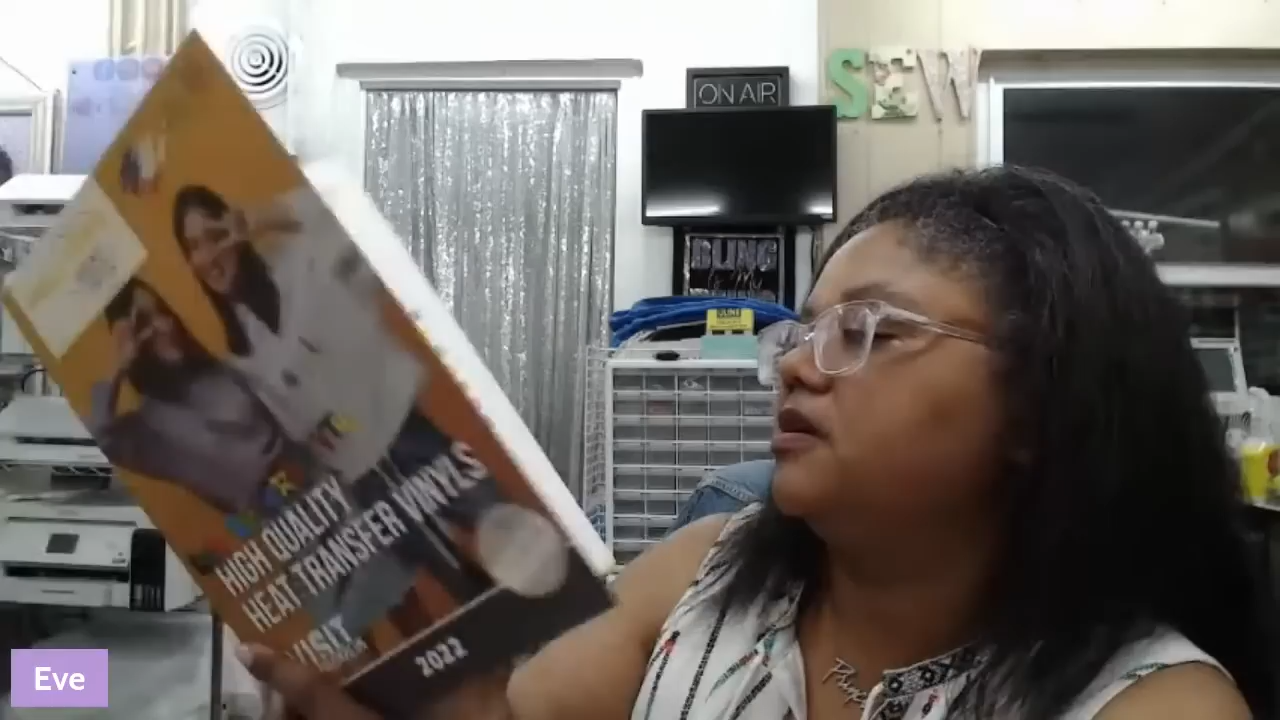 ON AIR
SEW
BLING
HIGH QUALITY
HEAT TRANSFER VINYLS
VISIT
2022
Eve